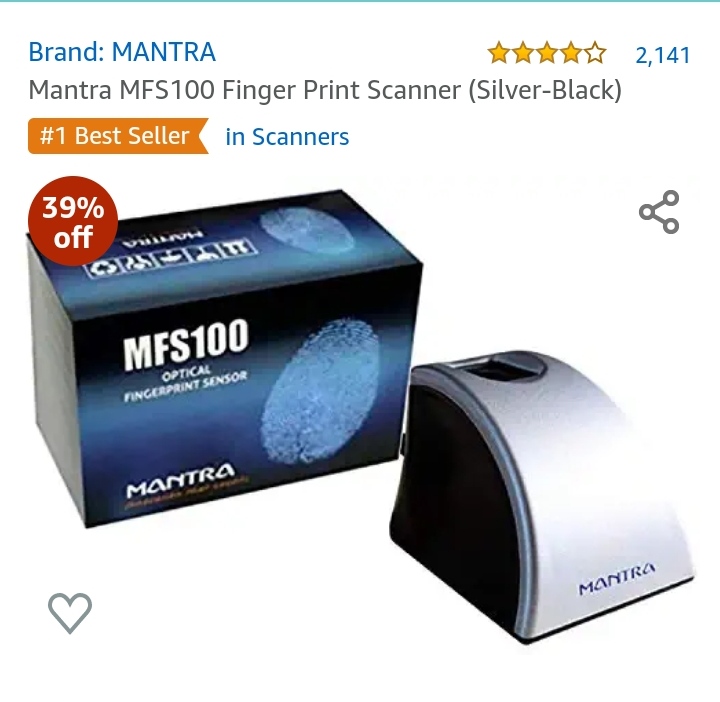 Brand: MANTRA
2,141
Mantra MFS100 Finger Print Scanner (Silver-Black)
#1 Best Seller
in Scanners
39%
off
MANTRA
MFS100
OPTICAL
FINGERPRINT SENSOR
MANTRA
MANTRA